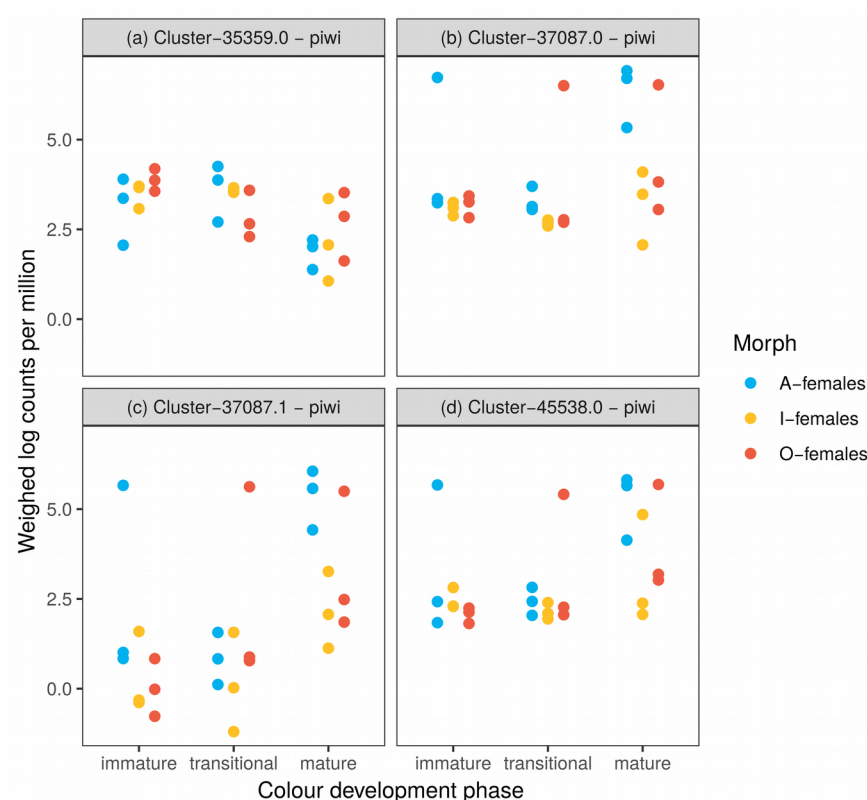 (a) Cluster−35359.0 − piwi
(b) Cluster−37087.0 − piwi
5.0
2.5
0.0
Weighed log counts per million
(c) Cluster−37087.1 − piwi
(d) Cluster−45538.0 − piwi
5.0
2.5
0.0
immature transitional mature
immature transitional mature
Colour development phase
Morph
A−females
I−females
O−females